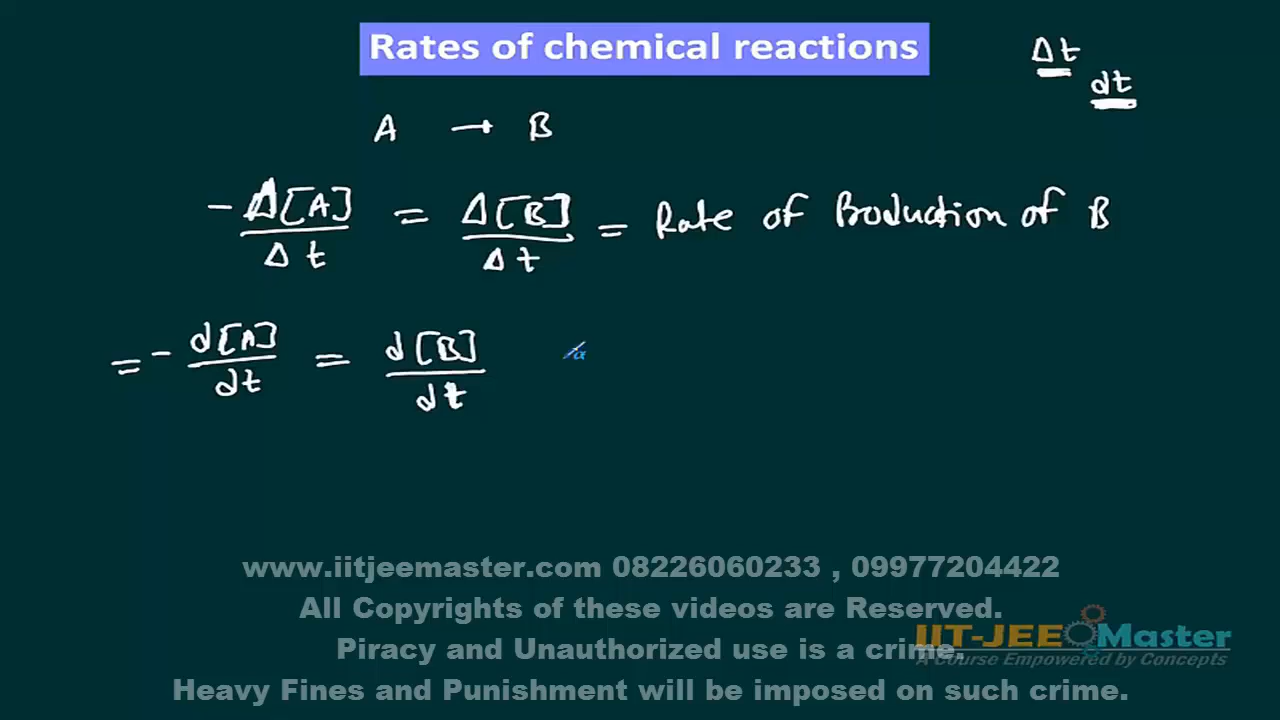 Rates of chemical reactions
Δt
dt
A → B
-Δ[A]/Δt = Δ[B]/Δt = Rate of Production of B
= - d[A]/dt = d[B]/dt
www.iitjeemaster.com 08226060233 , 09977204422
All Copyrights of these videos are Reserved.
Piracy and Unauthorized use is a crime.
Heavy Fines and Punishment will be imposed on such crime.
IIT-JEE Master
A Course Empowered by Concepts